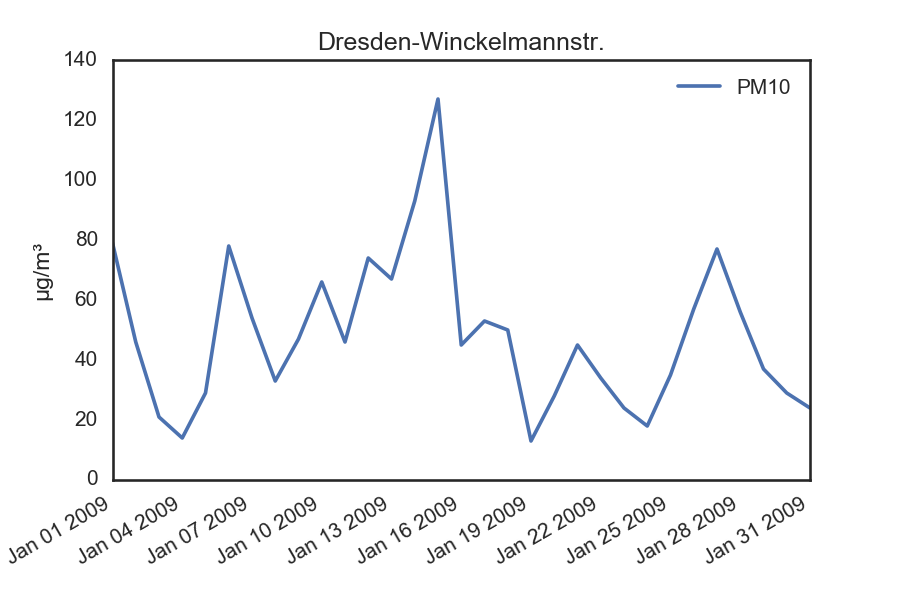 Dresden-Winckelmannstr.
140
120
100
80
60
40
20
0
µg/m³
PM10
Jan 01 2009
Jan 04 2009
Jan 07 2009
Jan 10 2009
Jan 13 2009
Jan 16 2009
Jan 19 2009
Jan 22 2009
Jan 25 2009
Jan 28 2009
Jan 31 2009